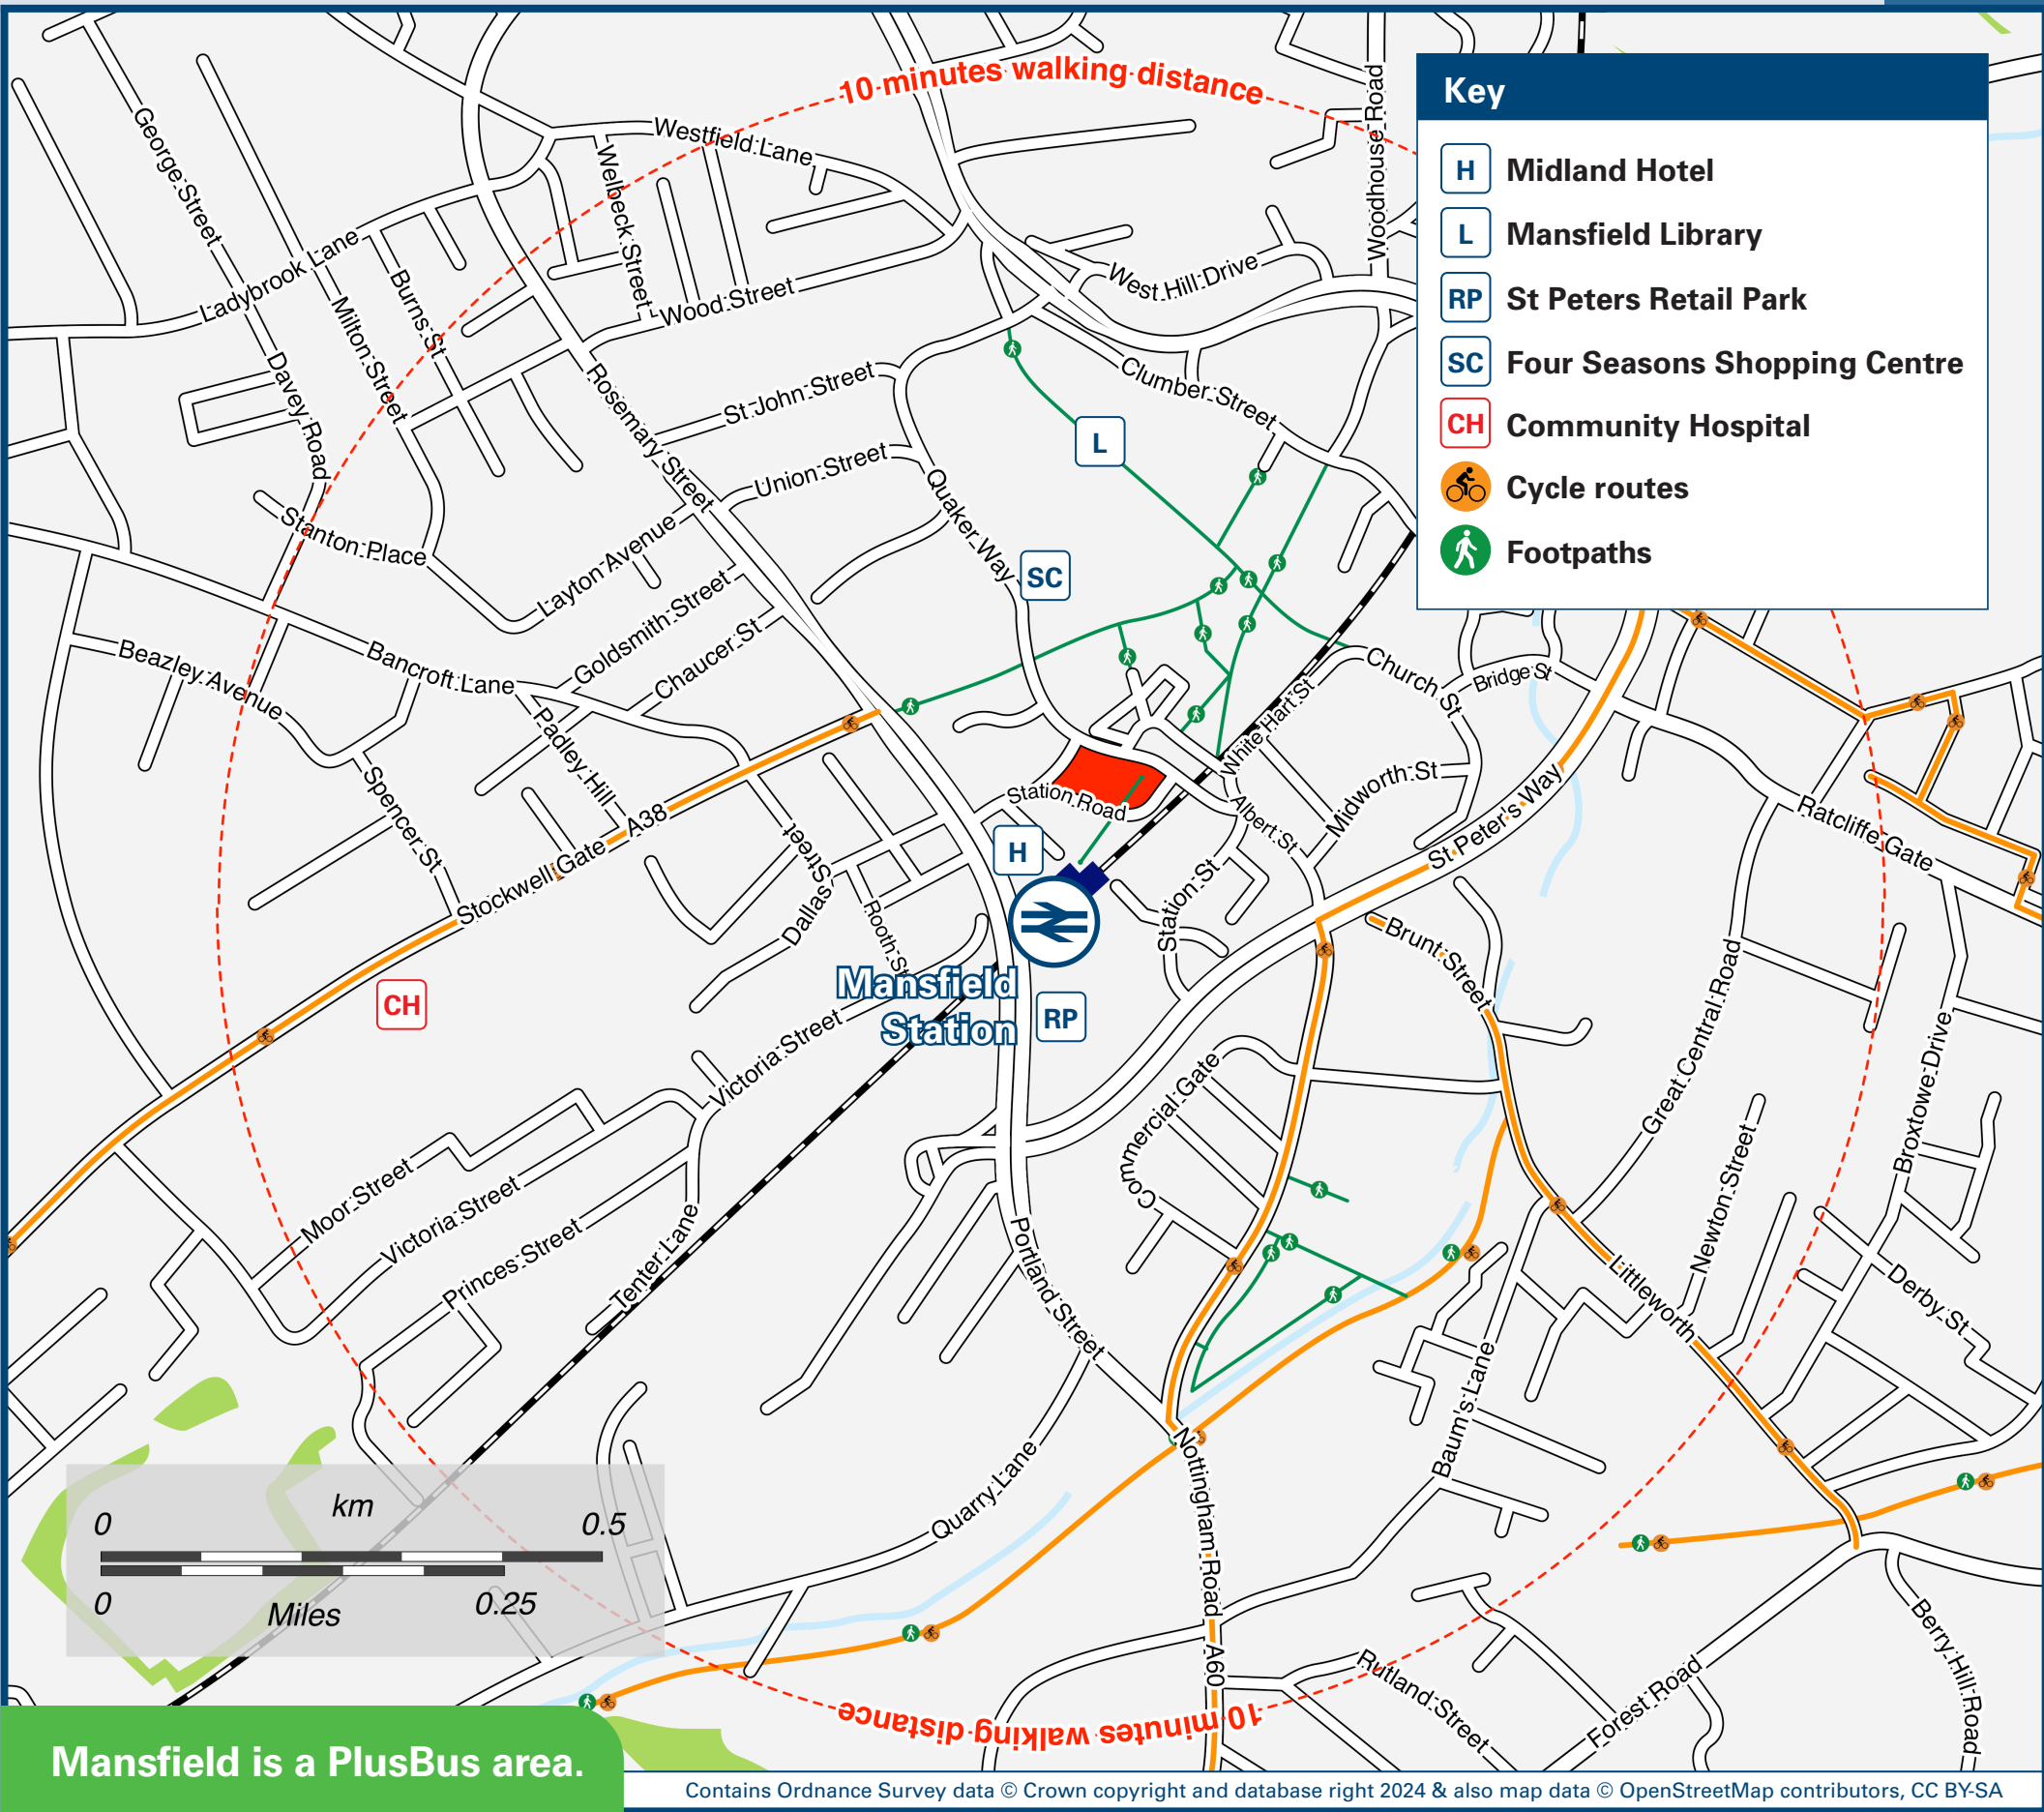 10 minutes walking distance
Key
H Midland Hotel
L Mansfield Library
RP St Peters Retail Park
SC Four Seasons Shopping Centre
CH Community Hospital
Cycle routes
Footpaths
George Street
Westfield Lane
Welbeck Street
Woodhouse Road
Ladybrook Lane
Burns St
Milton Street
Wood Street
West Hill Drive
Davey Road
Rosemary Street
St John Street
Clumber Street
L
Union Street
Quaker Way
Stanton Place
Layton Avenue
SC
Goldsmith Street
Chaucer St
Beazley Avenue
Bancroft Lane
Padley Hill
Church St
Bridge St
White Hart St
Spencer St
A38
Station Road
Albert St
Midworth St
St Peter's Way
Ratcliffe Gate
Stockwell Gate
Dallas Street
Rooth St
H
Station St
Brunt Street
CH
Mansfield
Station
RP
Victoria Street
Great Central Road
Broxtowe Drive
Commercial Gate
Moor Street
Victoria Street
Princes Street
Tenter Lane
Portland Street
Newton Street
Littleworth
Derby St
Baum's Lane
Quarry Lane
Nottingham Road
A60
km
0 0.5
0 0.25
Miles
Rutland Street
Forest Road
Berry Hill Road
10 minutes walking distance
Mansfield is a PlusBus area.
Contains Ordnance Survey data © Crown copyright and database right 2024 & also map data © OpenStreetMap contributors, CC BY-SA